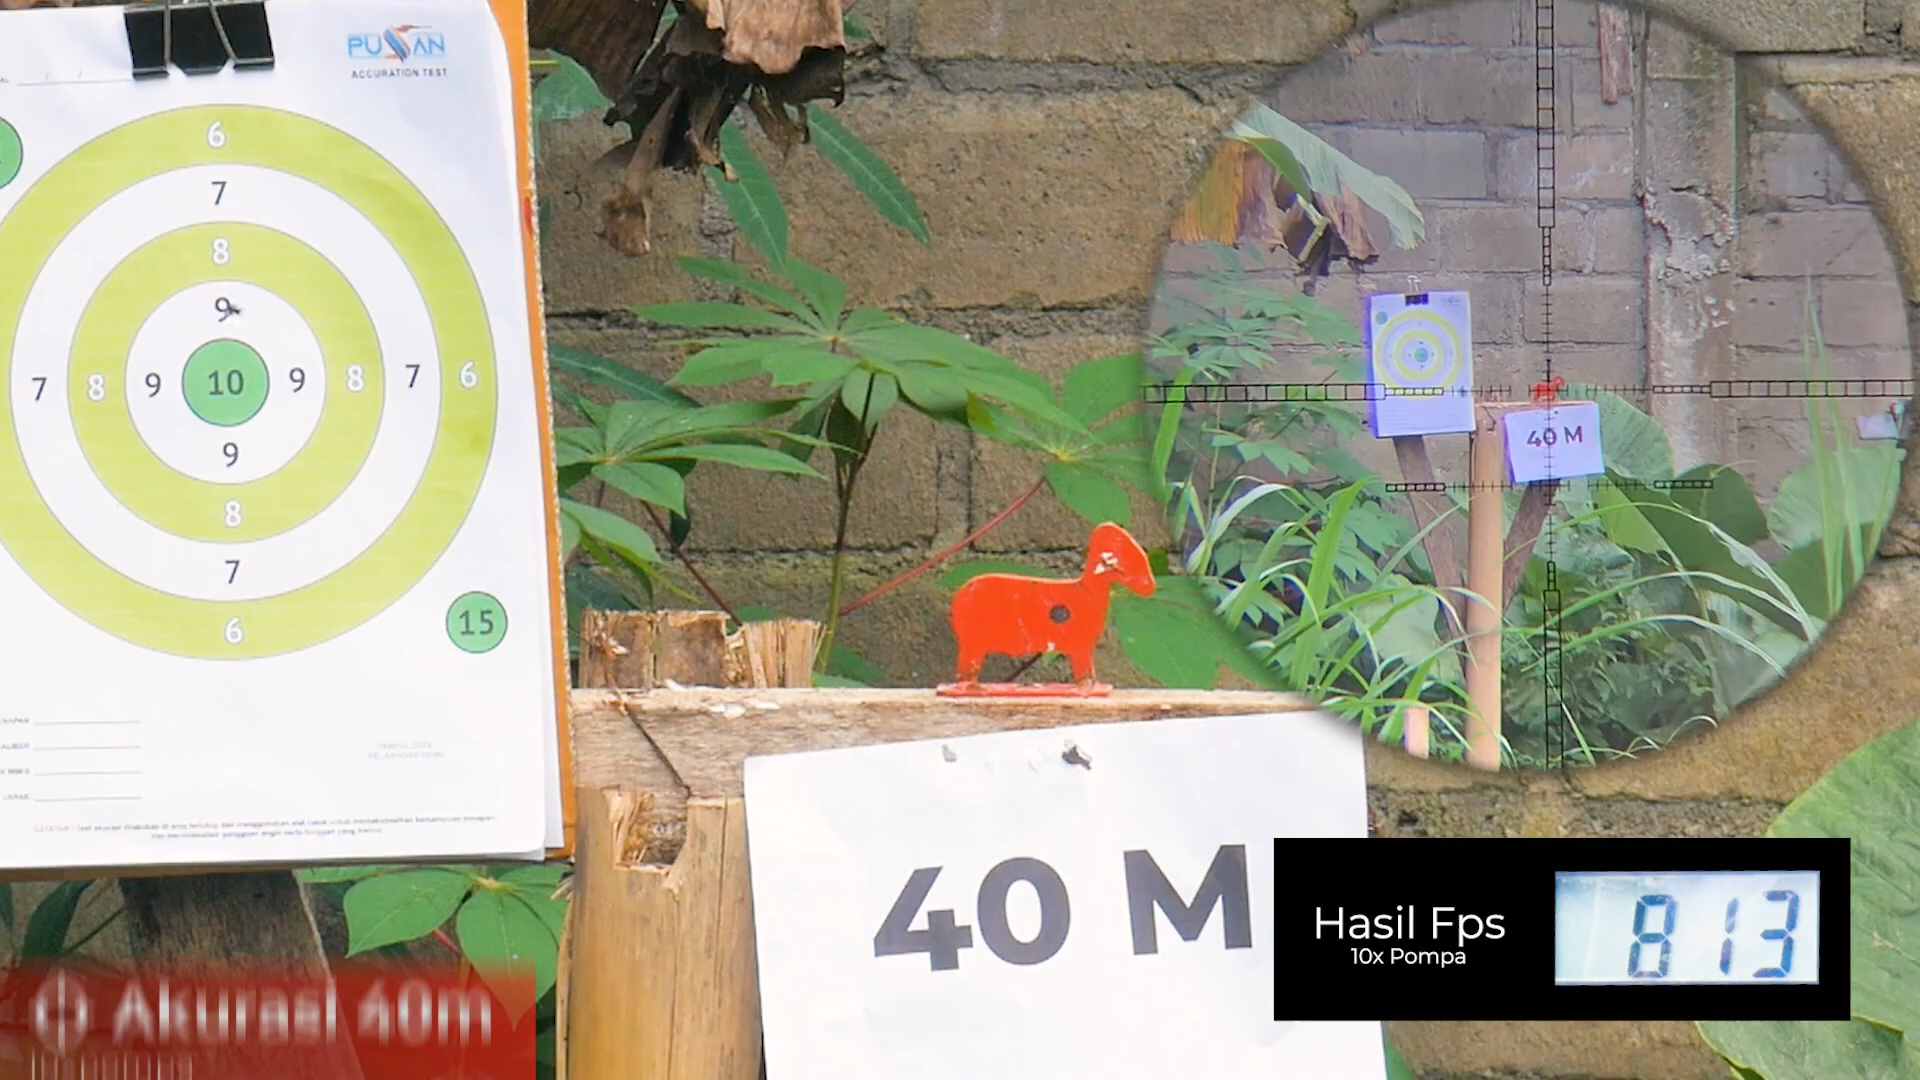 PUSSAN
ACCURATION TEST
6
7
8
9
7 8 9 10 9 8 7 6
9
8
7
6
15
40 M
40 M
Hasil Fps
10x Pompa
813
Akurasi 40m